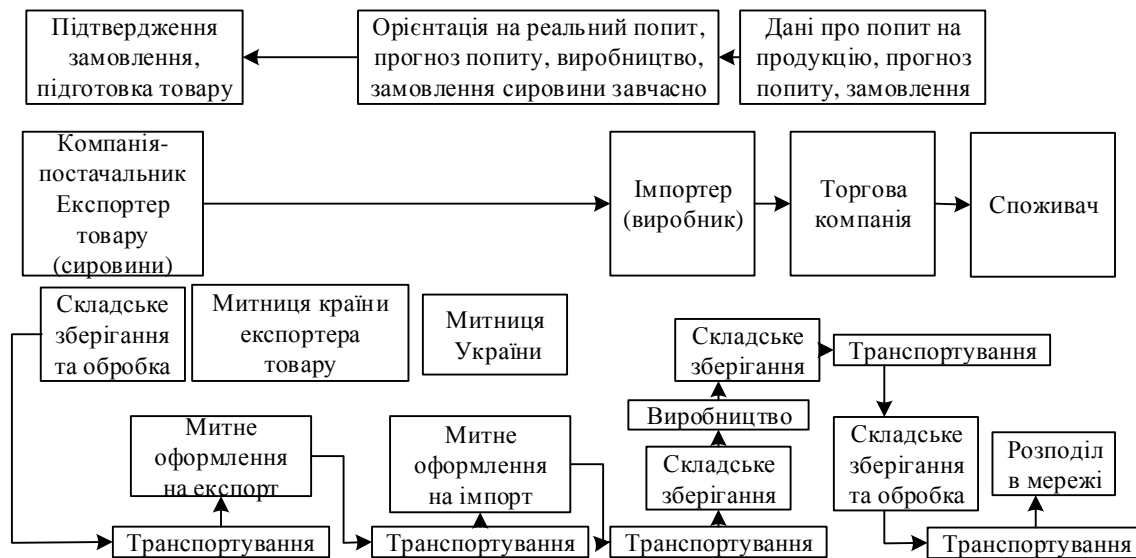 Підтвердження
замовлення,
підготовка товару
Орієнтація на реальний попит,
прогноз попиту, виробництво,
замовлення сировини завчасно
Дані про попит на
продукцію, прогноз
попиту, замовлення
Компанія-
постачальник
Експортер
товару
(сировини)
Імпортер
(виробник)
Торгова
компанія
Споживач
Складське
зберігання
та обробка
Митниця країни
експортера
товару
Митниця
України
Складське
зберігання
Транспортування
Виробництво
Митне
оформлення
на експорт
Митне
оформлення
на імпорт
Складське
зберігання
Складське
зберігання
та обробка
Розподіл
в мережі
Транспортування
Транспортування
Транспортування
Транспортування